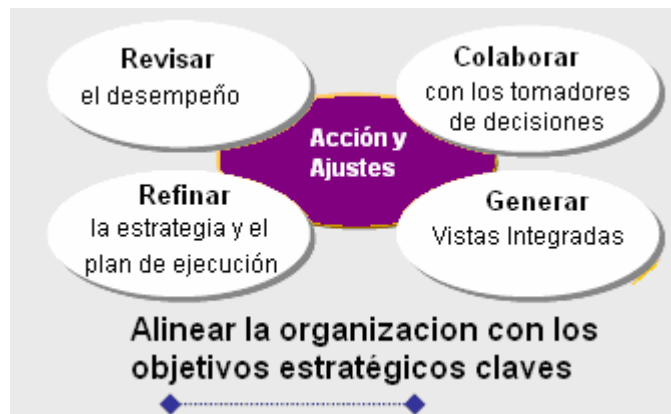 Revisar
el desempeño
Colaborar
con los tomadores
de decisiones
Acción y
Ajustes
Refinar
la estrategia y el
plan de ejecución
Generar
Vistas Integradas
Alinear la organizacion con los
objetivos estratégicos claves